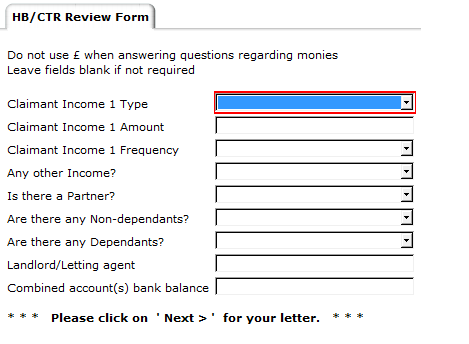 HB/CTR Review Form
Do not use £ when answering questions regarding monies
Leave fields blank if not required
Claimant Income 1 Type
Claimant Income 1 Amount
Claimant Income 1 Frequency
Any other Income?
Is there a Partner?
Are there any Non-dependants?
Are there any Dependants?
Landlord/Letting agent
Combined account(s) bank balance
* * * Please click on ' Next > ' for your letter. * * *